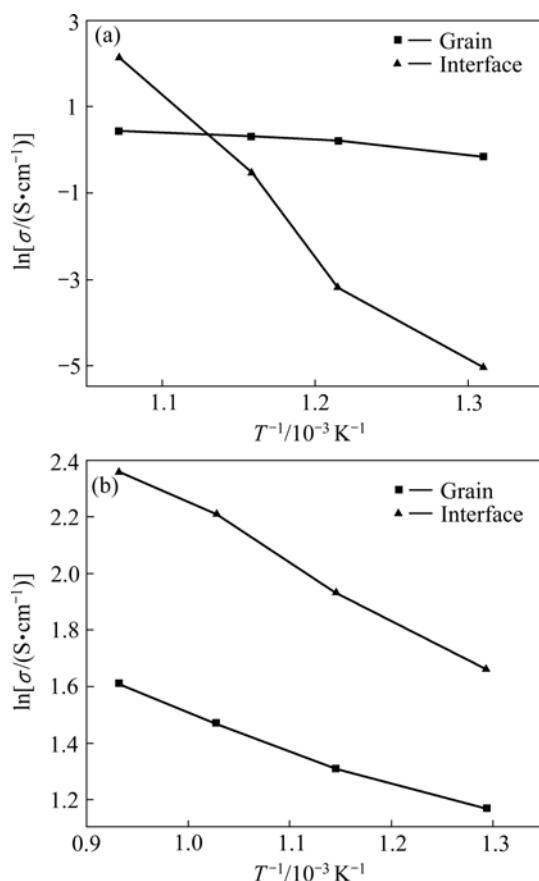 (a)
Grain
Interface
3
1
−1
−3
−5
ln[σ/(S•cm⁻¹)]
1.1
1.2
1.3
T⁻¹/10⁻³ K⁻¹
(b)
Grain
Interface
2.4
2.2
2.0
1.8
1.6
1.4
1.2
ln[σ/(S•cm⁻¹)]
0.9
1.0
1.1
1.2
1.3
T⁻¹/10⁻³ K⁻¹